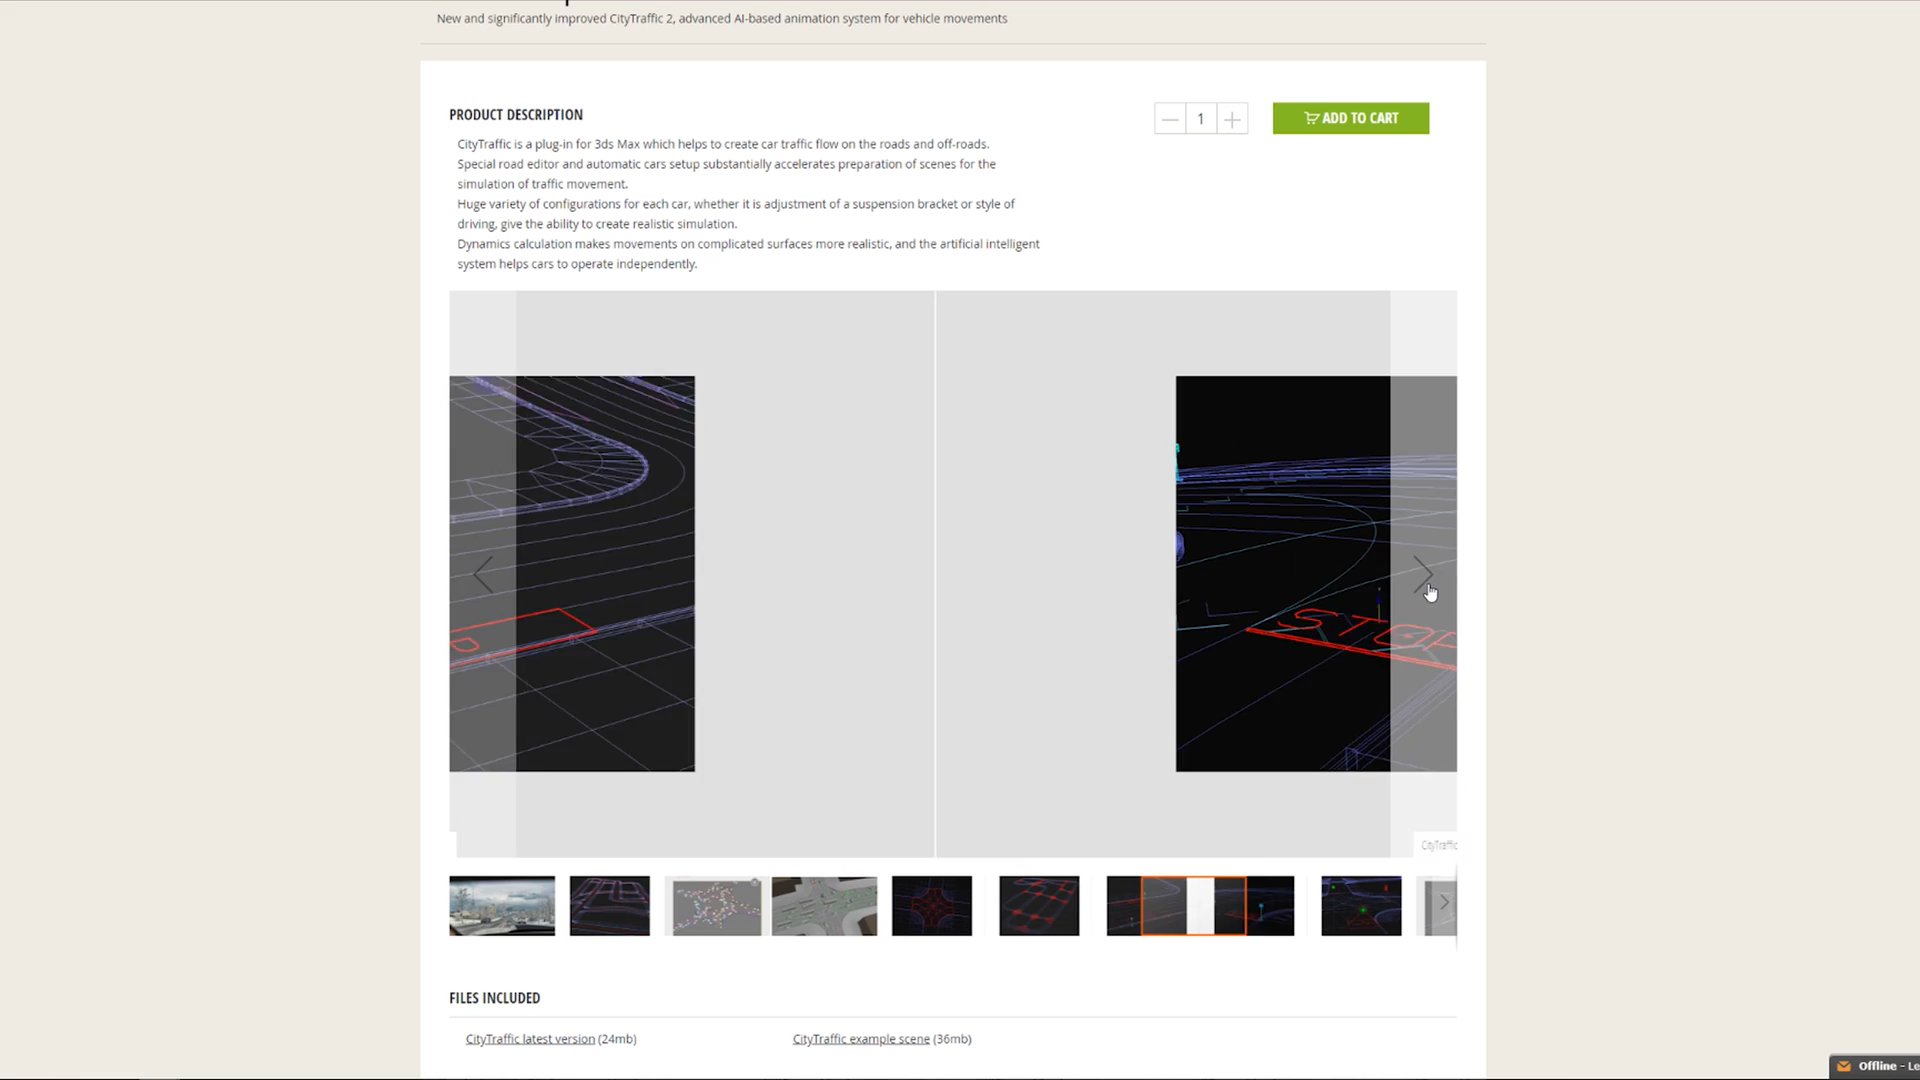 New and significantly improved CityTraffic 2, advanced AI-based animation system for vehicle movements
PRODUCT DESCRIPTION
1
ADD TO CART
CityTraffic is a plug-in for 3ds Max which helps to create car traffic flow on the roads and off-roads.
Special road editor and automatic cars setup substantially accelerates preparation of scenes for the
simulation of traffic movement.
Huge variety of configurations for each car, whether it is adjustment of a suspension bracket or style of
driving, give the ability to create realistic simulation.
Dynamics calculation makes movements on complicated surfaces more realistic, and the artificial intelligent
system helps cars to operate independently.
STOP
CityTraffic
FILES INCLUDED
CityTraffic latest version (24mb)
CityTraffic example scene (36mb)
Offline - Le